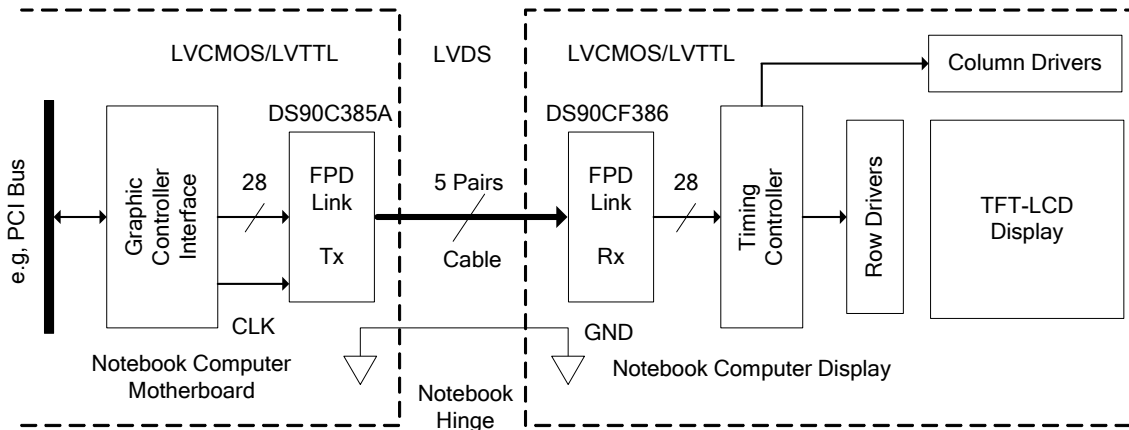 LVCMOS/LVTTL
LVDS
LVCMOS/LVTTL
Column Drivers
DS90C385A
DS90CF386
e.g, PCI Bus
Graphic
Controller
Interface
28
CLK
FPD
Link
Tx
5 Pairs
Cable
FPD
Link
Rx
28
Timing
Controller
Row Drivers
TFT-LCD
Display
GND
Notebook Computer
Motherboard
Notebook
Hinge
Notebook Computer Display